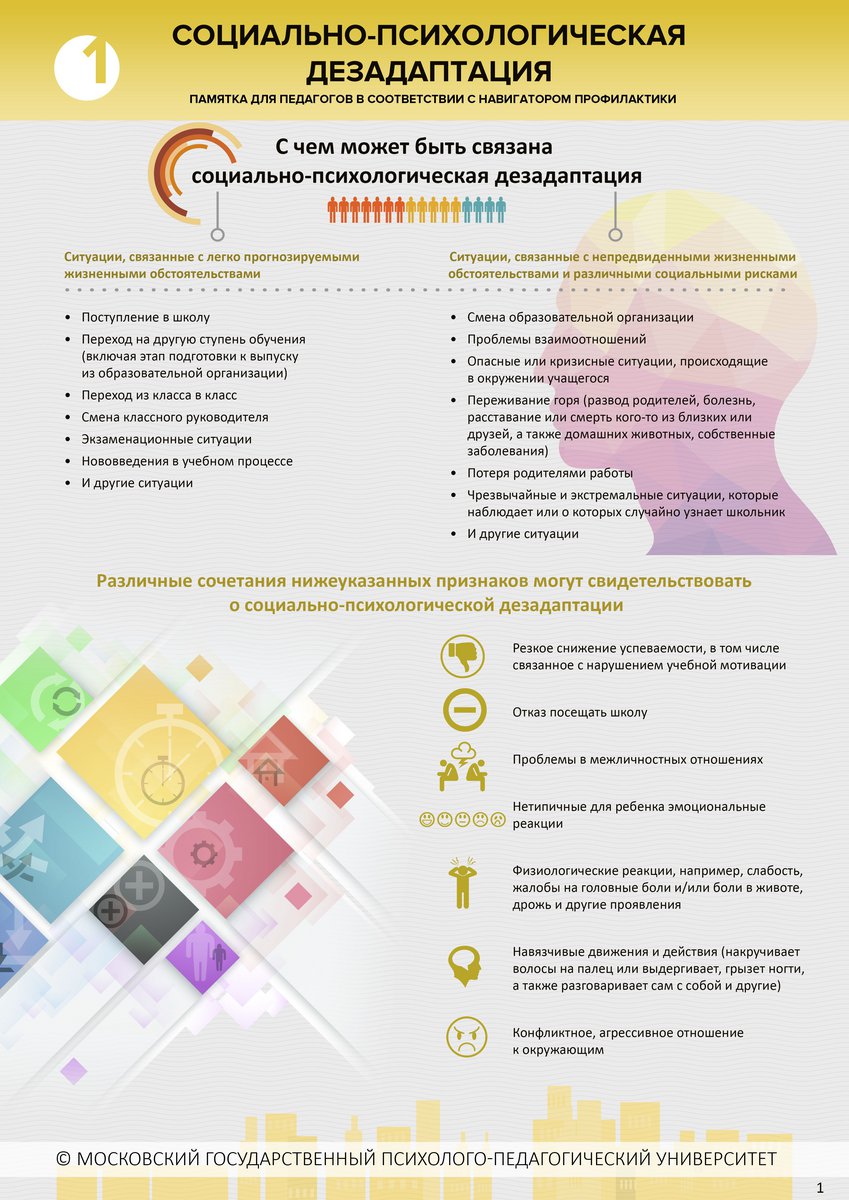 1
СОЦИАЛЬНО-ПСИХОЛОГИЧЕСКАЯ
ДЕЗАДАПТАЦИЯ
ПАМЯТКА ДЛЯ ПЕДАГОГОВ В СООТВЕТСТВИИ С НАВИГАТОРОМ ПРОФИЛАКТИКИ
С чем может быть связана
социально-психологическая дезадаптация
Ситуации, связанные с легко прогнозируемыми
жизненными обстоятельствами
• Поступление в школу
• Переход на другую ступень обучения
(включая этап подготовки к выпуску
из образовательной организации)
• Переход из класса в класс
• Смена классного руководителя
• Экзаменационные ситуации
• Нововведения в учебном процессе
• И другие ситуации
Ситуации, связанные с непредвиденными жизненными
обстоятельствами и различными социальными рисками
• Смена образовательной организации
• Проблемы взаимоотношений
• Опасные или кризисные ситуации, происходящие
в окружении учащегося
• Переживание горя (развод родителей, болезнь,
расставание или смерть кого-то из близких или
друзей, а также домашних животных, собственные
заболевания)
• Потеря родителями работы
• Чрезвычайные и экстремальные ситуации, которые
наблюдает или о которых случайно узнает школьник
• И другие ситуации
Различные сочетания нижеуказанных признаков могут свидетельствовать
о социально-психологической дезадаптации
Резкое снижение успеваемости, в том числе
связанное с нарушением учебной мотивации
Отказ посещать школу
Проблемы в межличностных отношениях
Нетипичные для ребенка эмоциональные
реакции
Физиологические реакции, например, слабость,
жалобы на головные боли и/или боли в животе,
дрожь и другие проявления
Навязчивые движения и действия (накручивает
волосы на палец или выдергивает, грызет ногти,
а также разговаривает сам с собой и другие)
Конфликтное, агрессивное отношение
к окружающим
© МОСКОВСКИЙ ГОСУДАРСТВЕННЫЙ ПСИХОЛОГО-ПЕДАГОГИЧЕСКИЙ УНИВЕРСИТЕТ
1